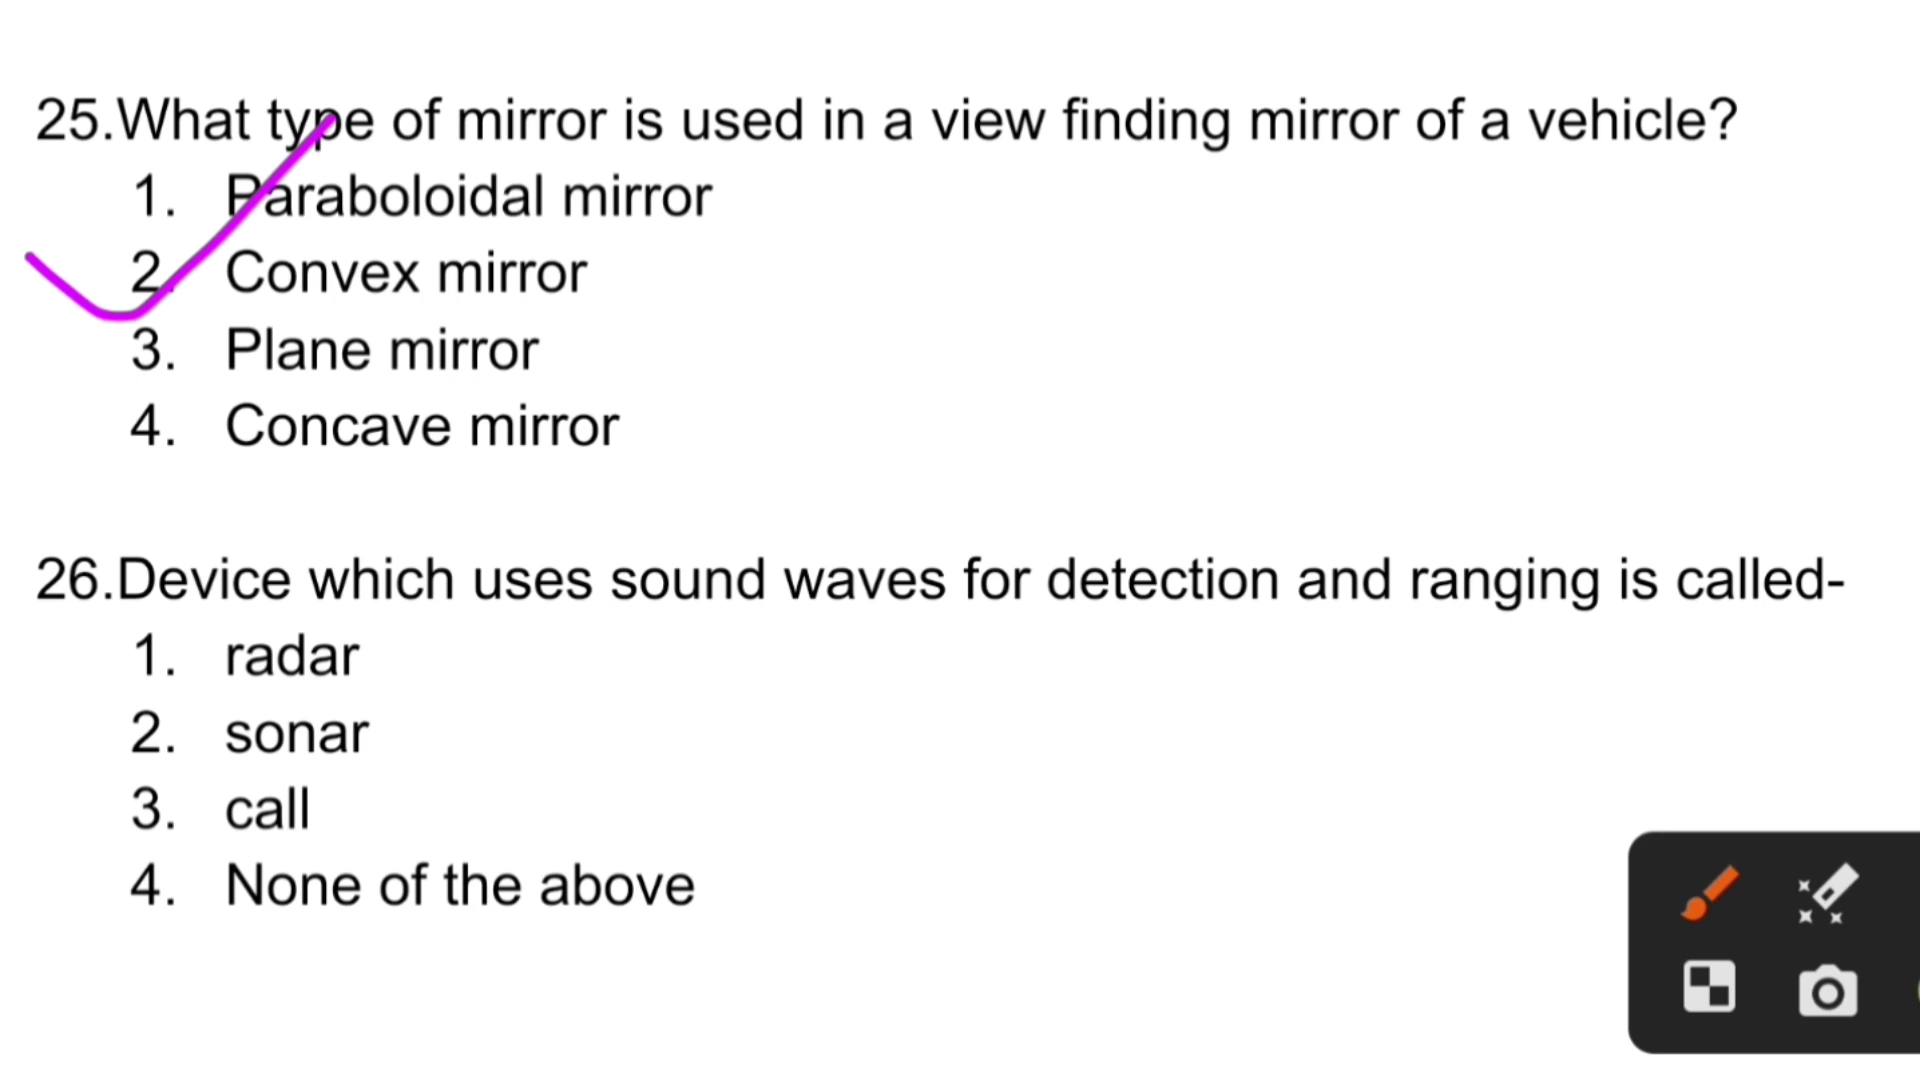 25.What type of mirror is used in a view finding mirror of a vehicle?
1. Paraboloidal mirror
2. Convex mirror
3. Plane mirror
4. Concave mirror
26.Device which uses sound waves for detection and ranging is called-
1. radar
2. sonar
3. call
4. None of the above